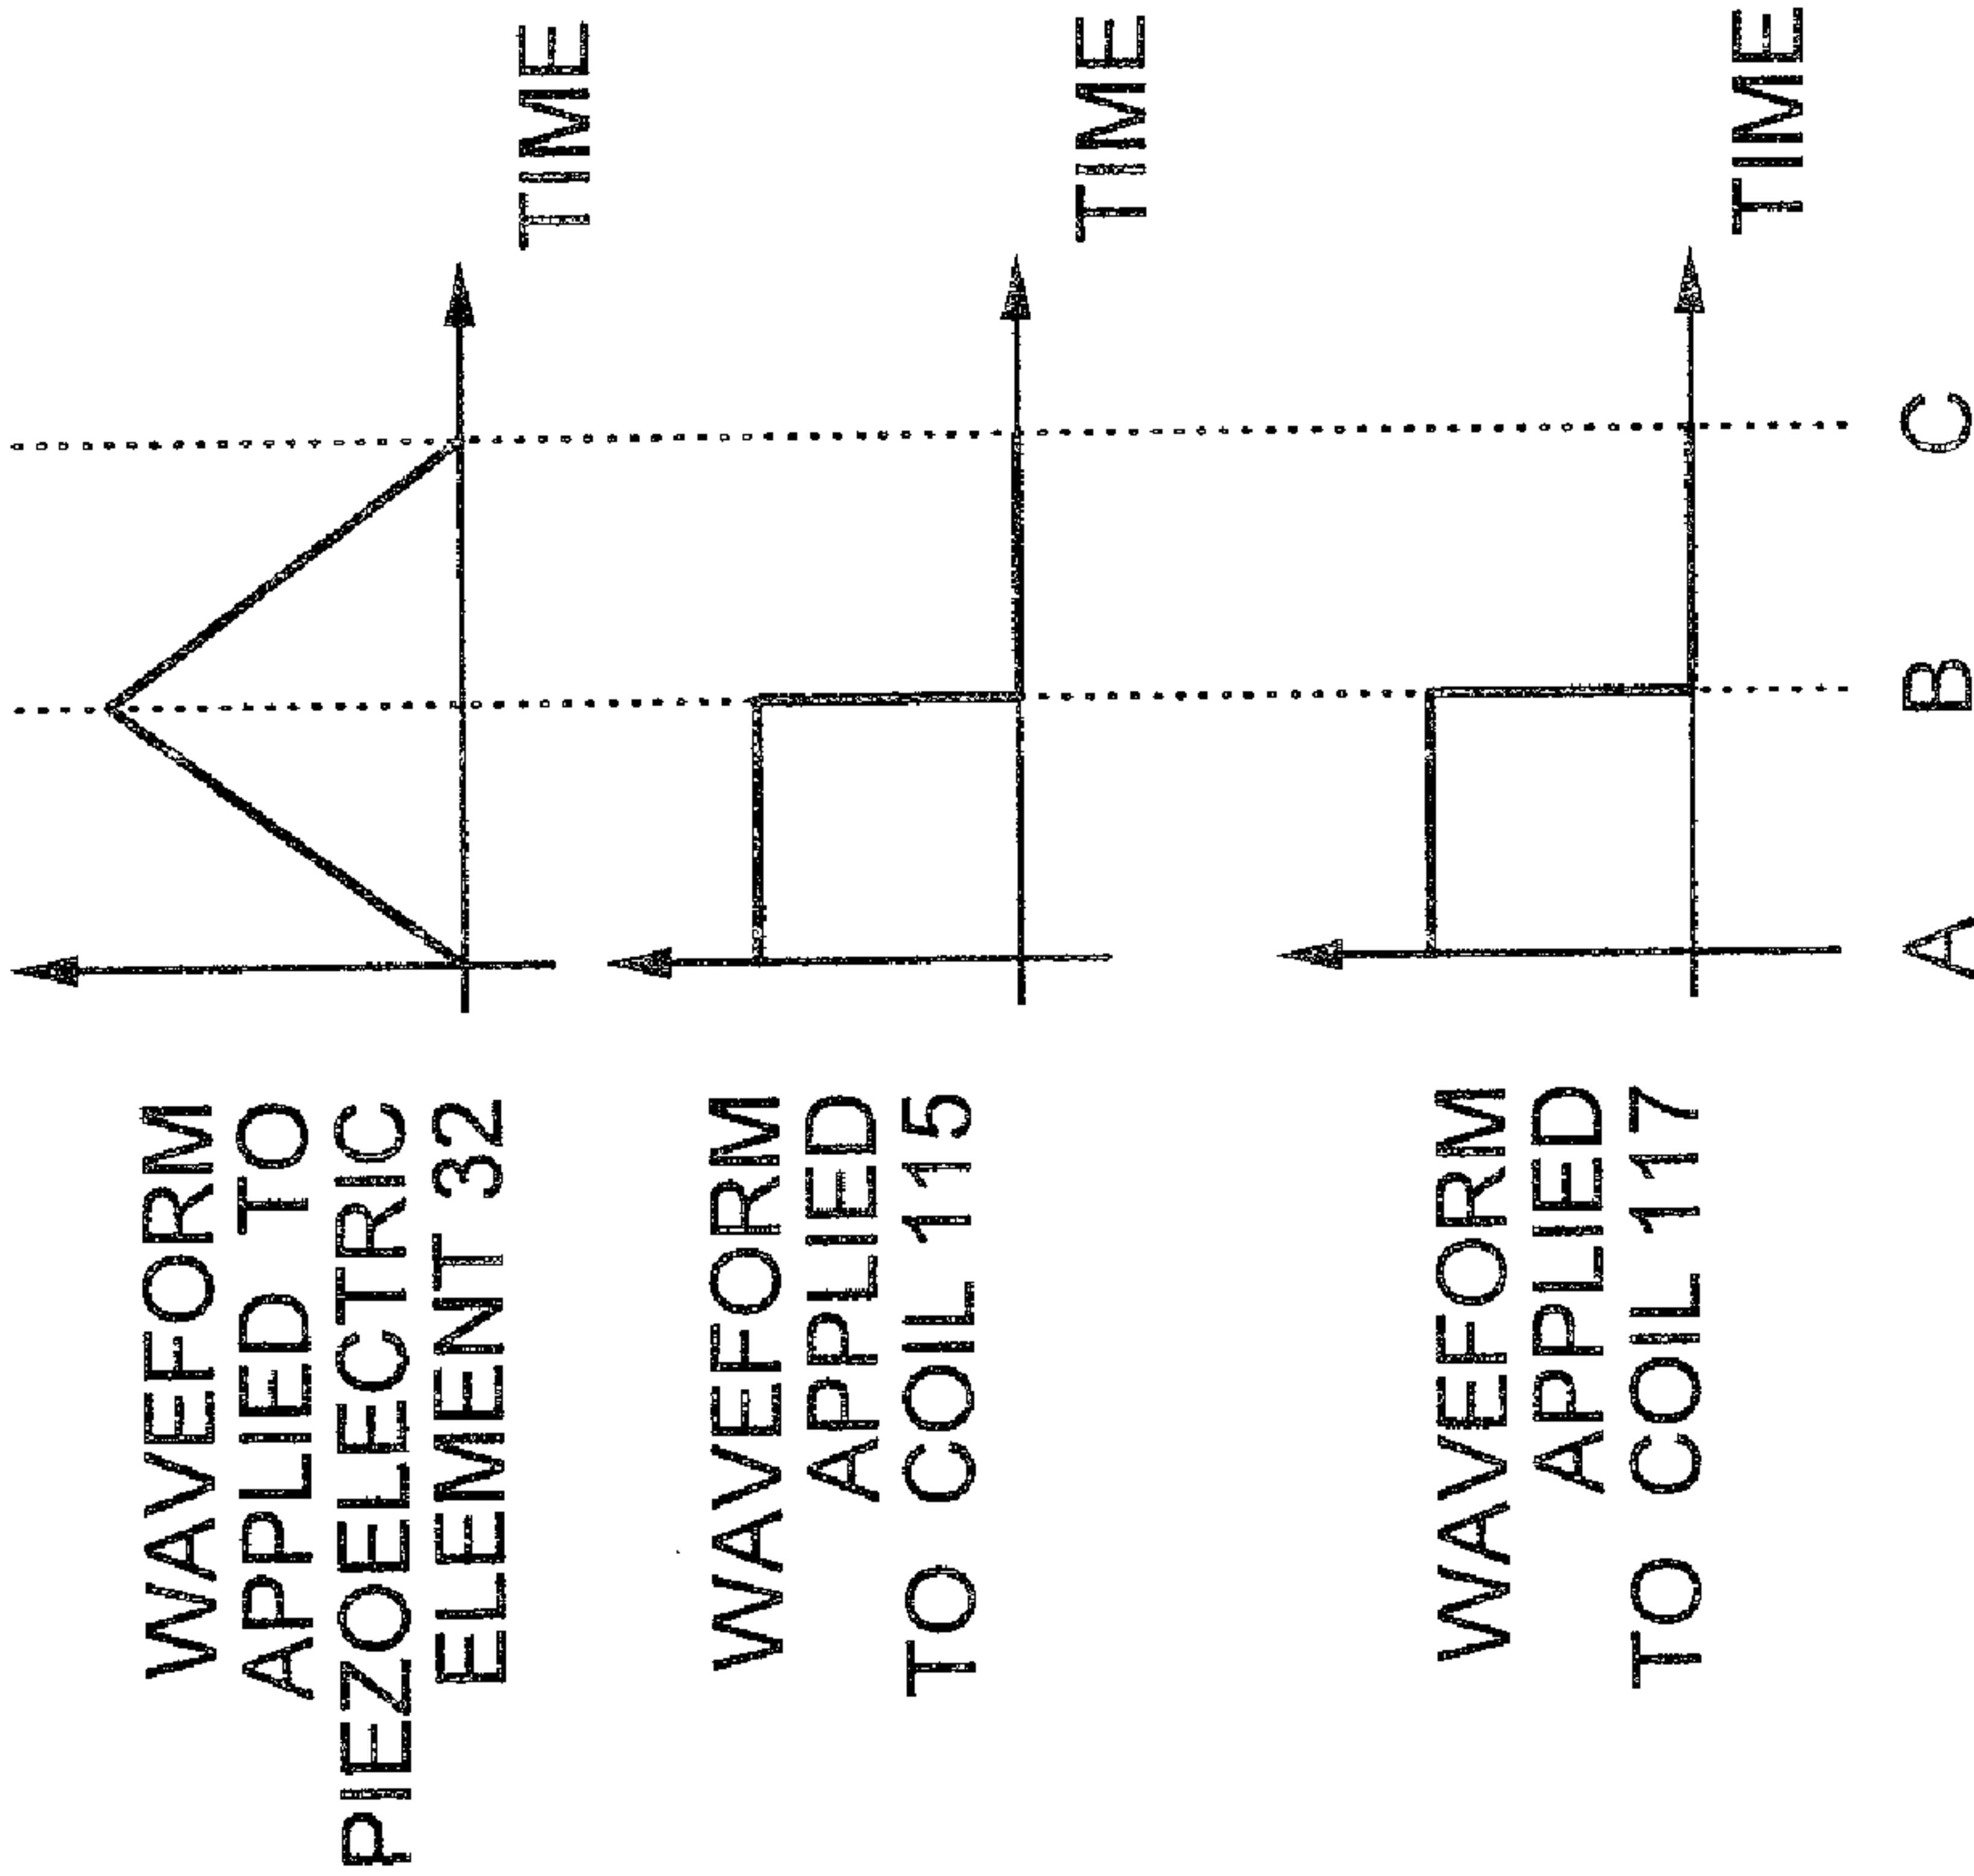 WAVEFORM
APPLIED TO
PIEZOELECTRIC
ELEMENT 32
TIME
WAVEFORM
APPLIED
TO COIL 115
TIME
WAVEFORM
APPLIED
TO COIL 117
TIME
A B C